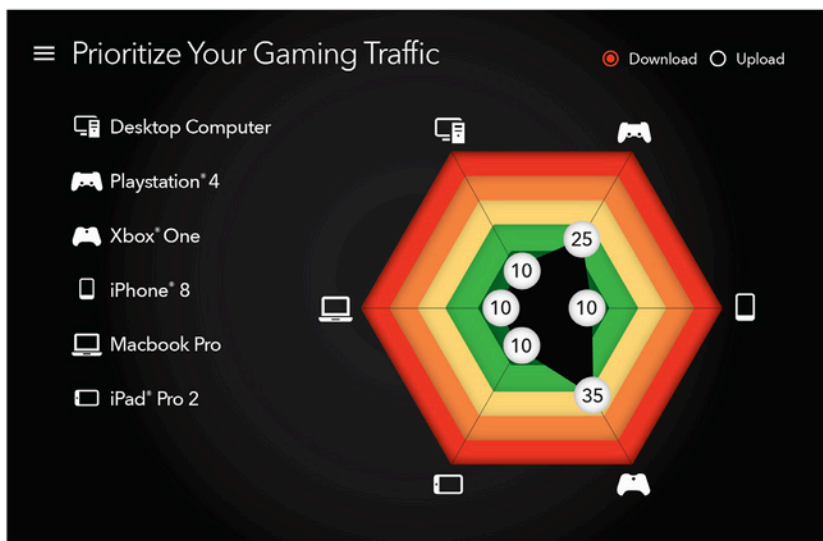 Prioritize Your Gaming Traffic
Download Upload
Desktop Computer
Playstation® 4
Xbox® One
iPhone® 8
Macbook Pro
iPad® Pro 2
25
10
10
10
10
35